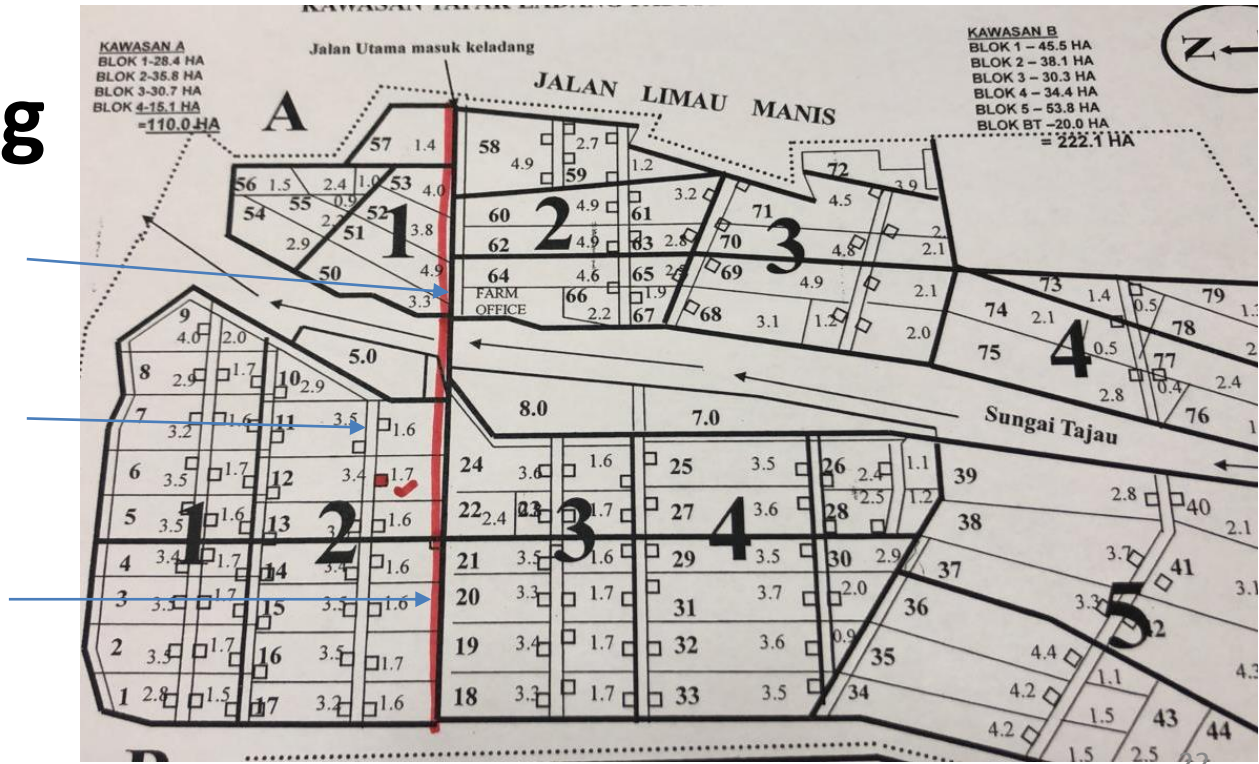 g
KAWASAN A
BLOK 1-28.4 HA
BLOK 2-35.8 HA
BLOK 3-30.7 HA
BLOK 4-15.1 HA
=110.0 HA
Jalan Utama masuk keladang
JALAN LIMAU MANIS
KAWASAN B
BLOK 1 – 45.5 HA
BLOK 2 – 38.1 HA
BLOK 3 – 30.3 HA
BLOK 4 – 34.4 HA
BLOK 5 – 53.8 HA
BLOK BT –20.0 HA
= 222.1 HA
Z
A
57 1.4
58 4.9 2.7 59 1.2
72 3.9
56 1.5 2.4 1.0 53 4.0
55 0.9 52
54 51 3.8
2.9 50 4.9
3.3
1
60 4.9 61 3.2
62 4.9 63 2.8
2
64 4.6 65
FARM
OFFICE
66 2.2 1.9 67
71 4.5
70 4.8 2.1
3
69 4.9 2.1
68 3.1 1.2 2.0
73 1.4 0.5 79
74 2.1 78
75 0.5 77
4
2.8 0.4 2.4
76
9 4.0 2.0
5.0
8 2.9 1.7 10 2.9
8.0 7.0
Sungai Tajau
7 3.2 1.6 11 3.5 1.6
6 3.5 1.7 12 3.4 1.7
5 3.5 1.6 13 1.6
1 2
4 3.4 1.7 14 3.4 1.6
3 3.5 1.7 15 3.5 1.6
2 3.5 1.7 16 3.5 1.7
1 2.8 1.5 17 3.2 1.6
24 3.6 1.6 25 3.5 26 2.4 1.1
22 2.4 23 1.7 27 3.6 28 2.5 1.2
3 4
21 3.5 1.6 29 3.5 30 2.9
20 3.3 1.7 31 3.7 2.0
19 3.4 1.7 32 3.6 0.9
18 3.3 1.7 33 3.5
39 2.8 40
38 2.1
37 3.7 41
36 3.3 42
5
35 4.4 1.1
34 4.2 1.5 43 44
4.2 1.5 2.5